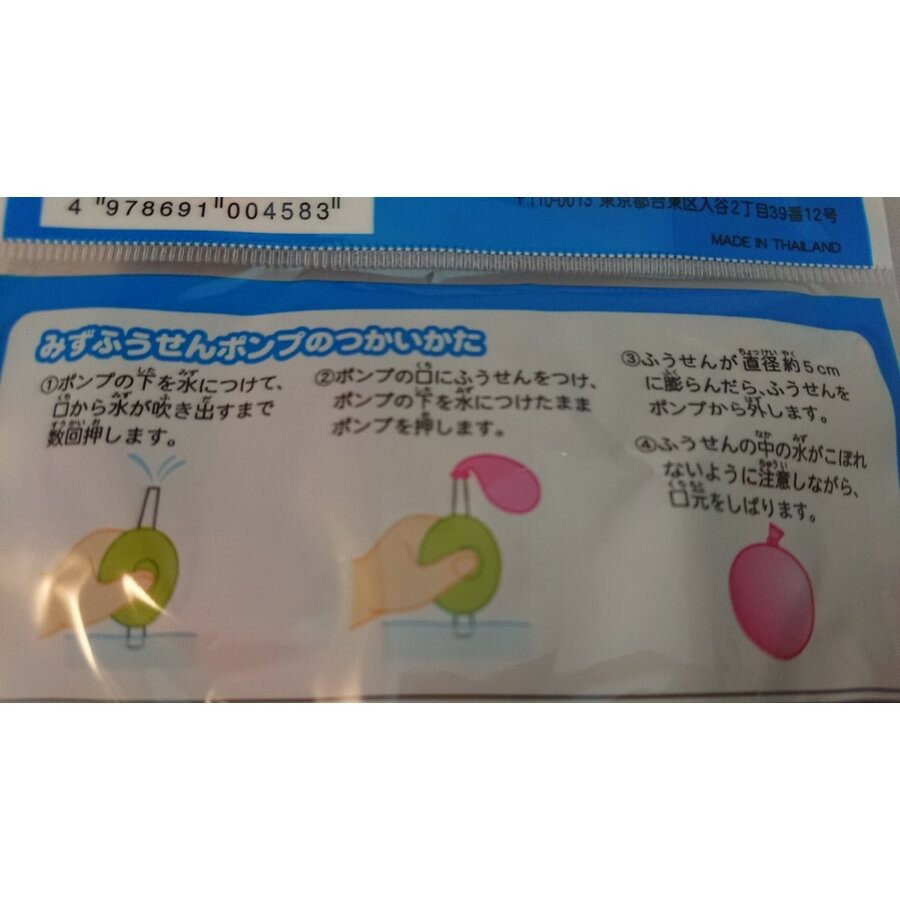 4 "978691"004583"
〒110-0013 東京都台東区入谷2丁目39番12号
MADE IN THAILAND
みずふうせんポンプのつかいかた
①ポンプの下を水につけて、
口から水が吹き出すまで
数回押します。
②ポンプの口にふうせんをつけ、
ポンプの下を水につけたまま
ポンプを押します。
③ふうせんが直径約5cm
に膨らんだら、ふうせんを
ポンプから外します。
④ふうせんの中の水がこぼれ
ないように注意しながら、
口元をしばります。